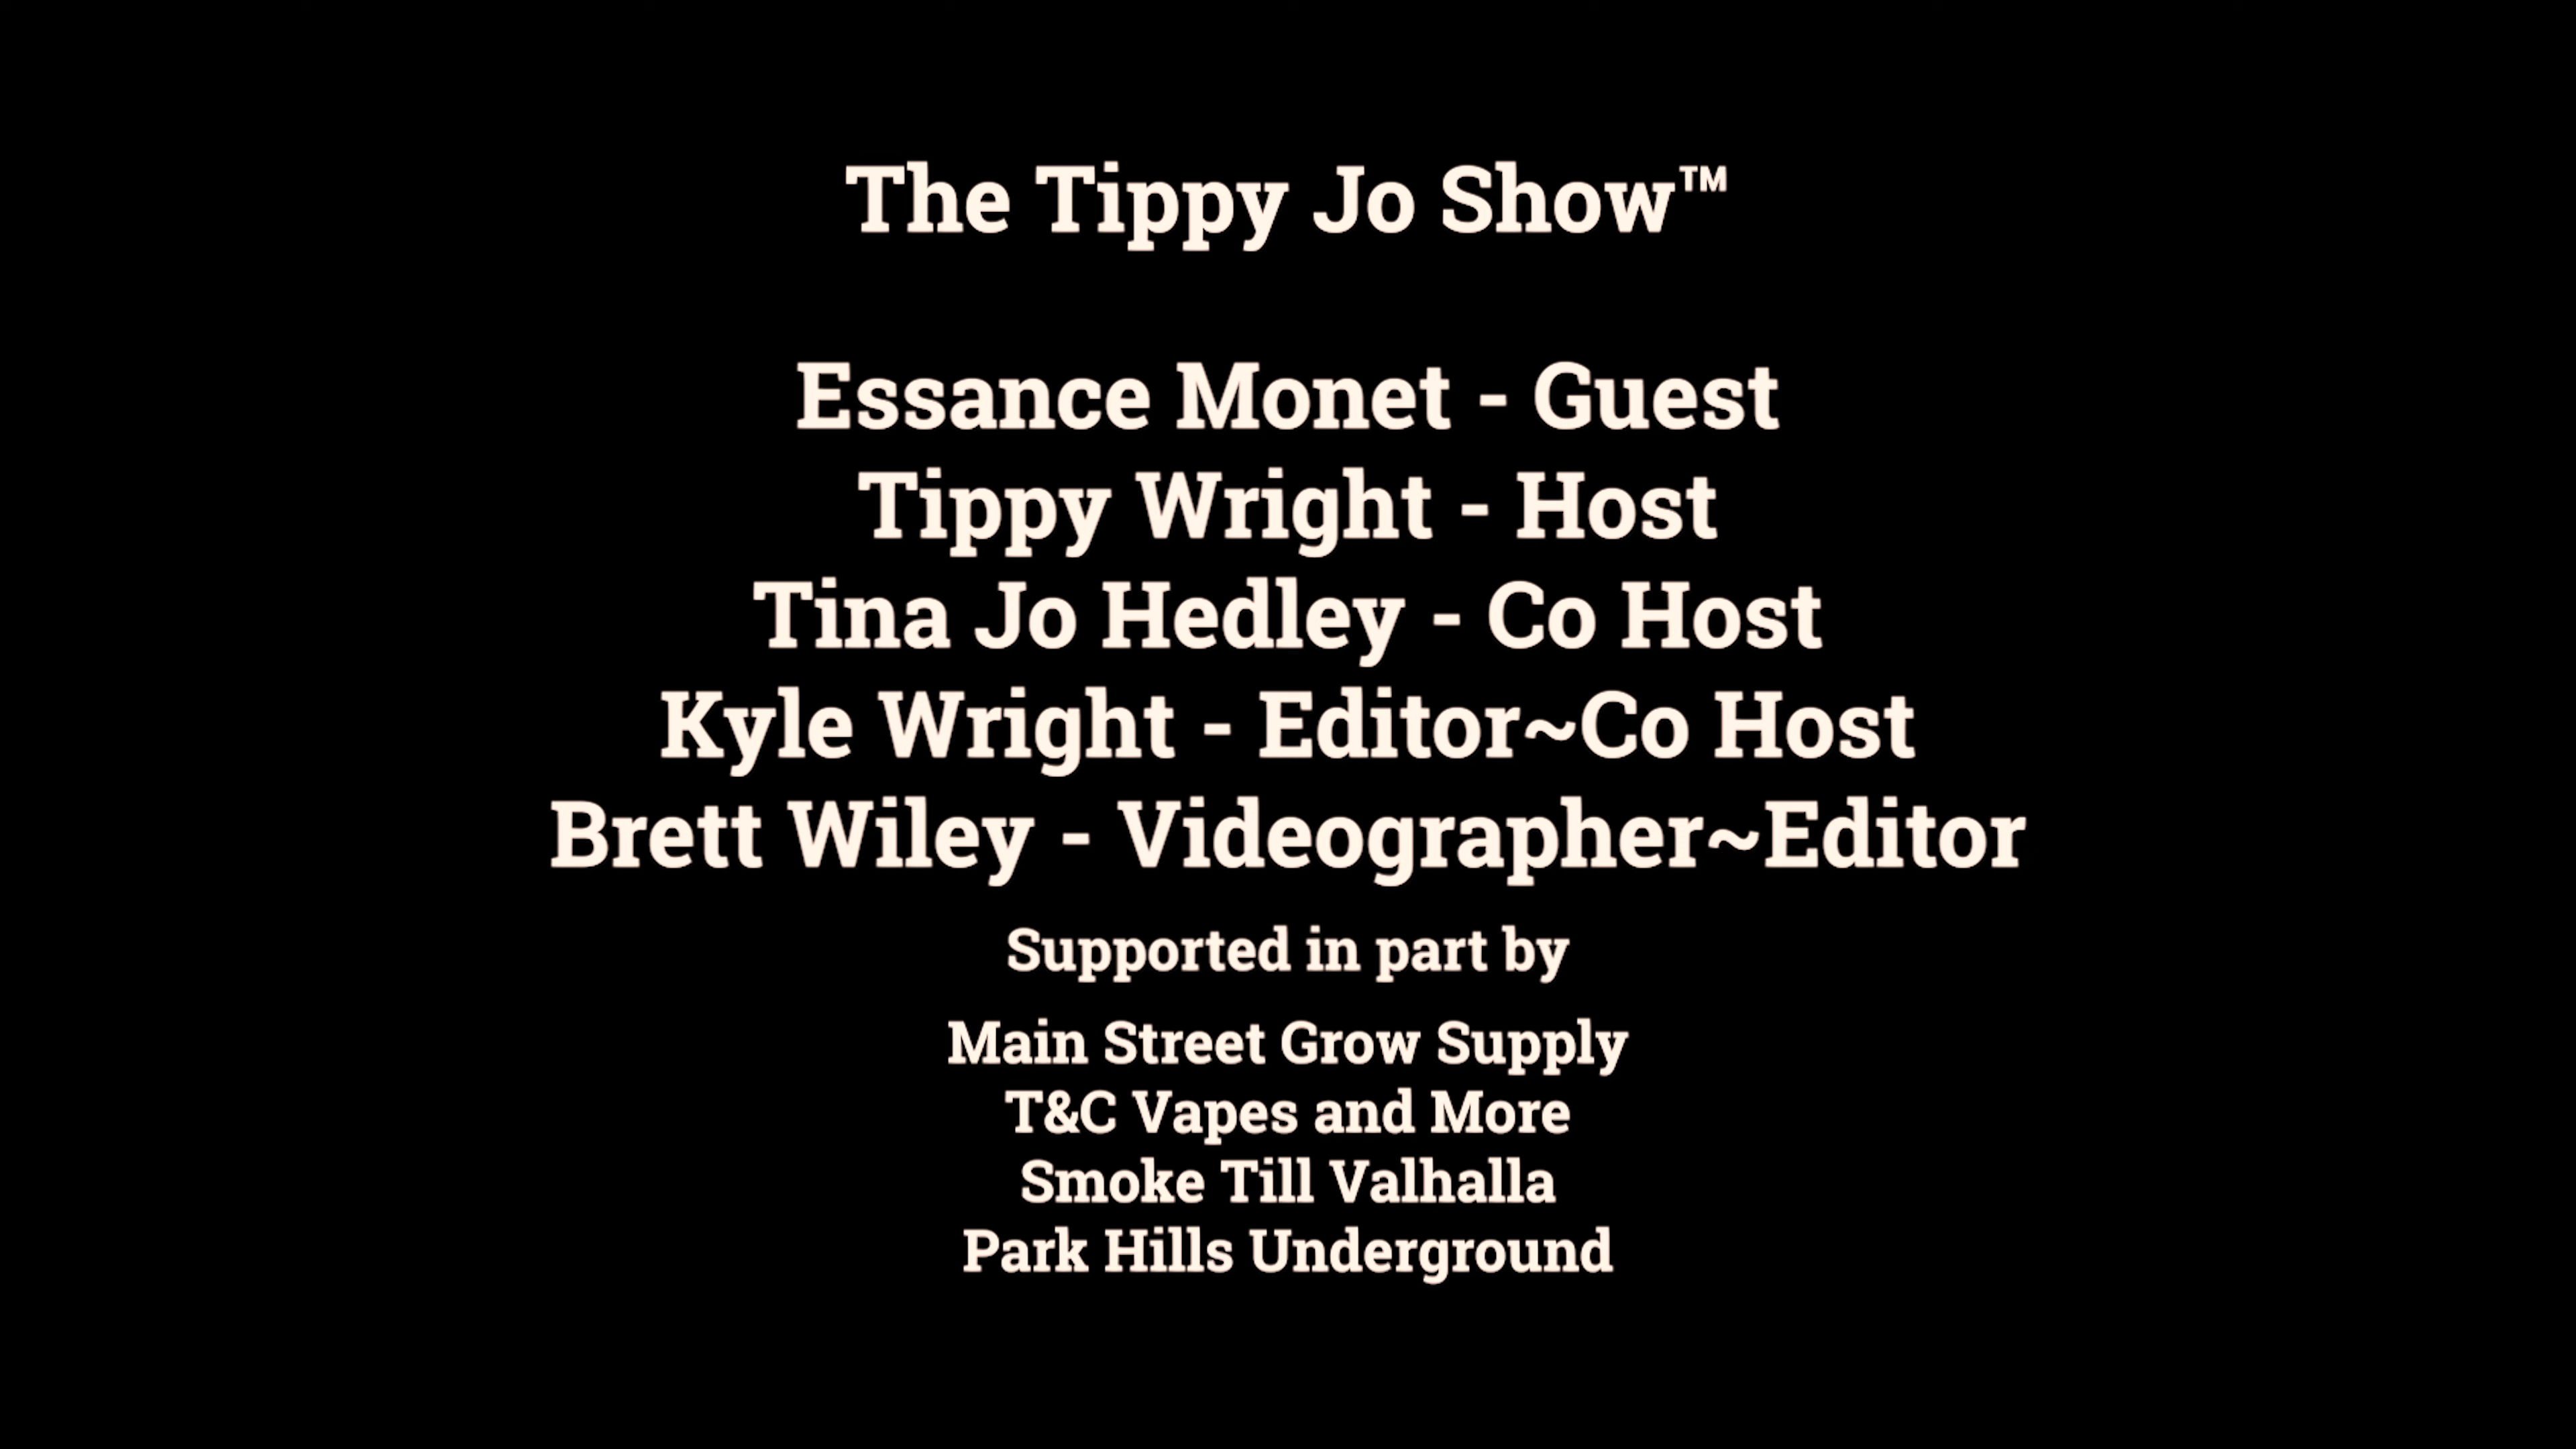 The Tippy Jo Show™
Essance Monet - Guest
Tippy Wright - Host
Tina Jo Hedley - Co Host
Kyle Wright - Editor~Co Host
Brett Wiley - Videographer~Editor
Supported in part by
Main Street Grow Supply
T&C Vapes and More
Smoke Till Valhalla
Park Hills Underground